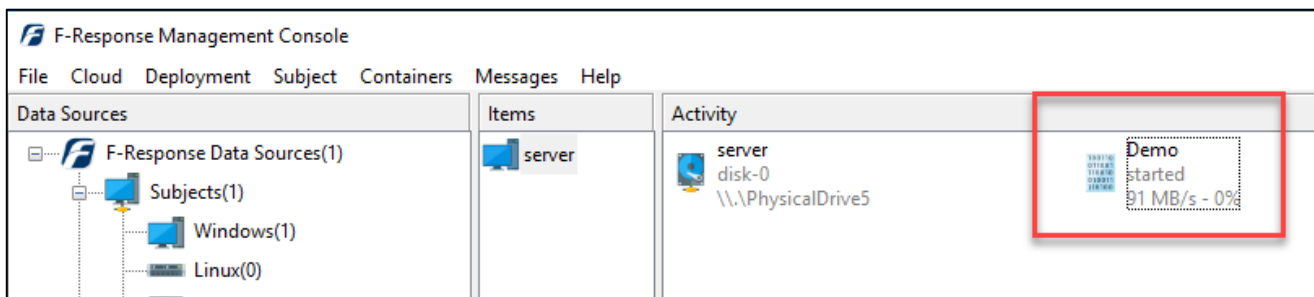 F-Response Management Console
File Cloud Deployment Subject Containers Messages Help
Data Sources Items Activity
F-Response Data Sources(1)
Subjects(1)
Windows(1)
Linux(0)
server
server
disk-0
\\.\PhysicalDrive5
Demo
started
91 MB/s - 0%